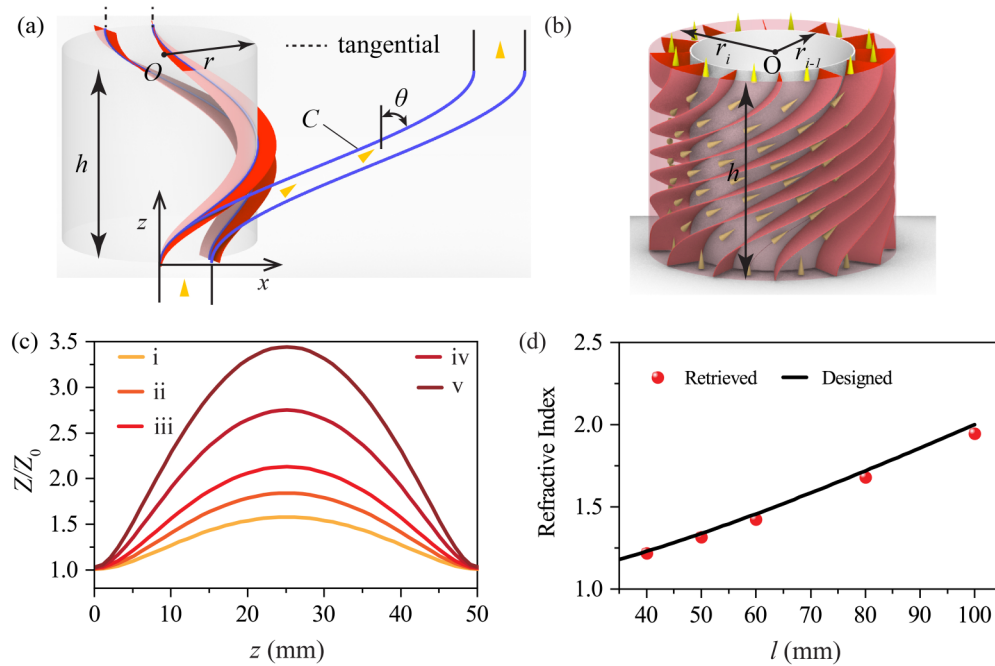 (a)
tangential
O
r
C
θ
h
z
x
(b)
r_i
O
r_{i-1}
h
(c)
3.5
3.0
2.5
2.0
1.5
1.0
Z/Z_0
i
ii
iii
iv
v
0
10
20
30
40
50
z (mm)
(d)
2.5
2.0
1.5
1.0
Refractive Index
Retrieved
Designed
40
50
60
70
80
90
100
l (mm)